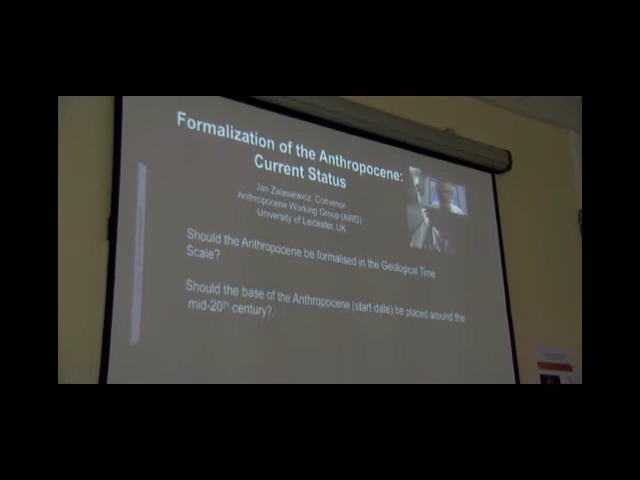 Formalization of the Anthropocene:
Current Status
Jan Zalasiewicz, Convenor
Anthropocene Working Group (AWG)
University of Leicester, UK
Should the Anthropocene be formalised in the Geological Time
Scale?
Should the base of the Anthropocene (start date) be placed around the
mid-20th century?.